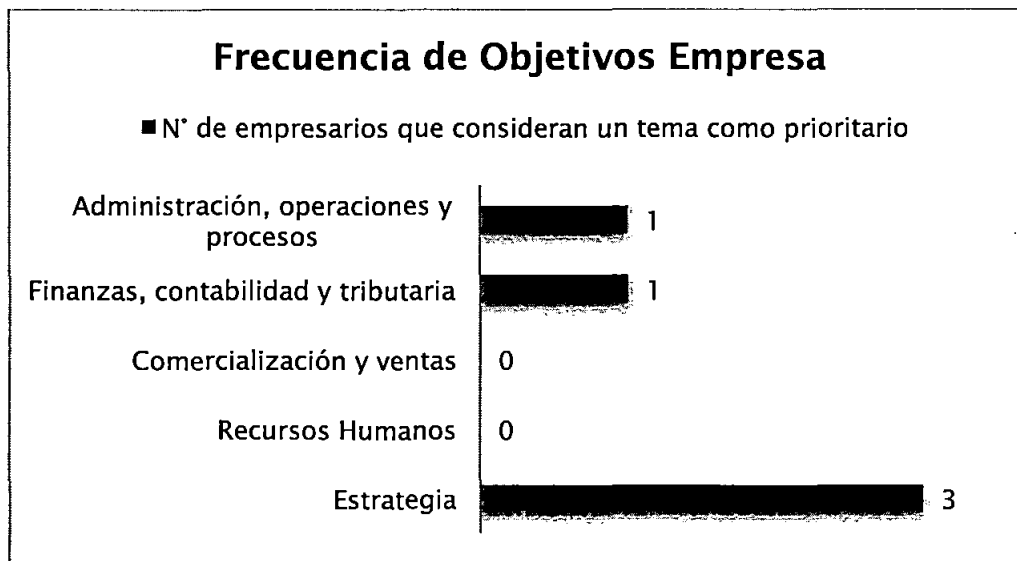 Frecuencia de Objetivos Empresa
N° de empresarios que consideran un tema como prioritario
Administración, operaciones y
procesos
1
Finanzas, contabilidad y tributaria
1
Comercialización y ventas
0
Recursos Humanos
0
Estrategia
3